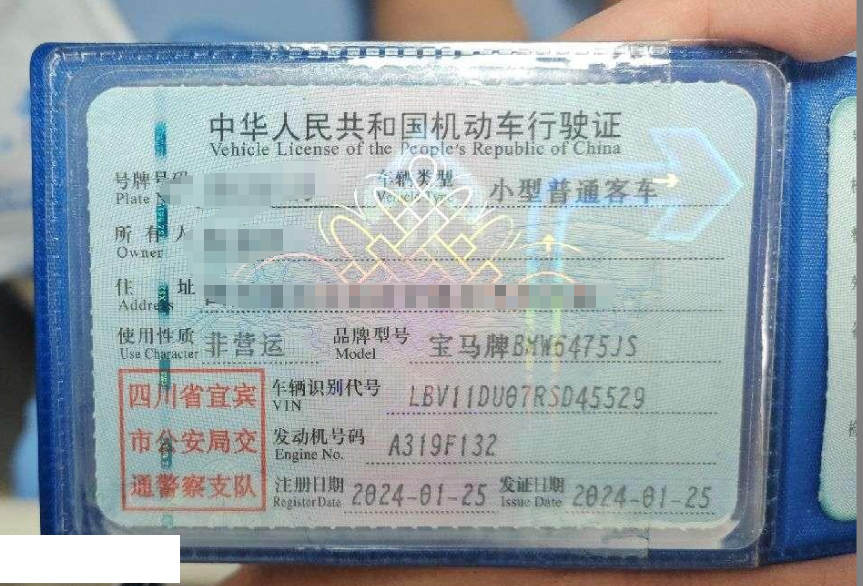 中华人民共和国机动车行驶证
Vehicle License of the People's Republic of China
号牌号码 车辆类型 小型普通客车
Plate Vehicle Type
所有人
Owner
住址
Address
使用性质 非营运 品牌型号 宝马牌BMW6475JS
Use Character Model
四川省宜宾 车辆识别代号 LBV11DU07RSD45529
VIN
市公安局交 发动机号码 A319F132
Engine No.
通警察支队 注册日期 2024-01-25 发证日期 2024-01-25
Register Date Issue Date